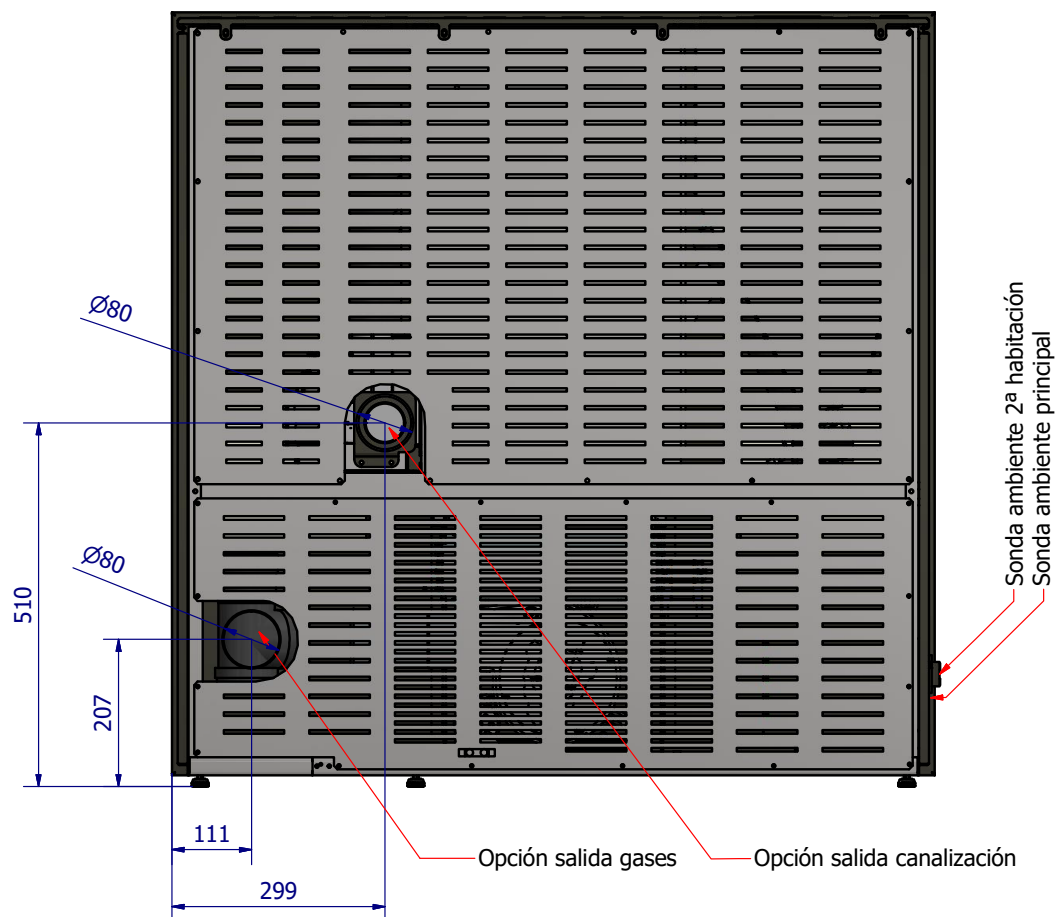 Ø80
Sonda ambiente 2ª habitación
Sonda ambiente principal
510
Ø80
207
111
Opción salida gases
Opción salida canalización
299